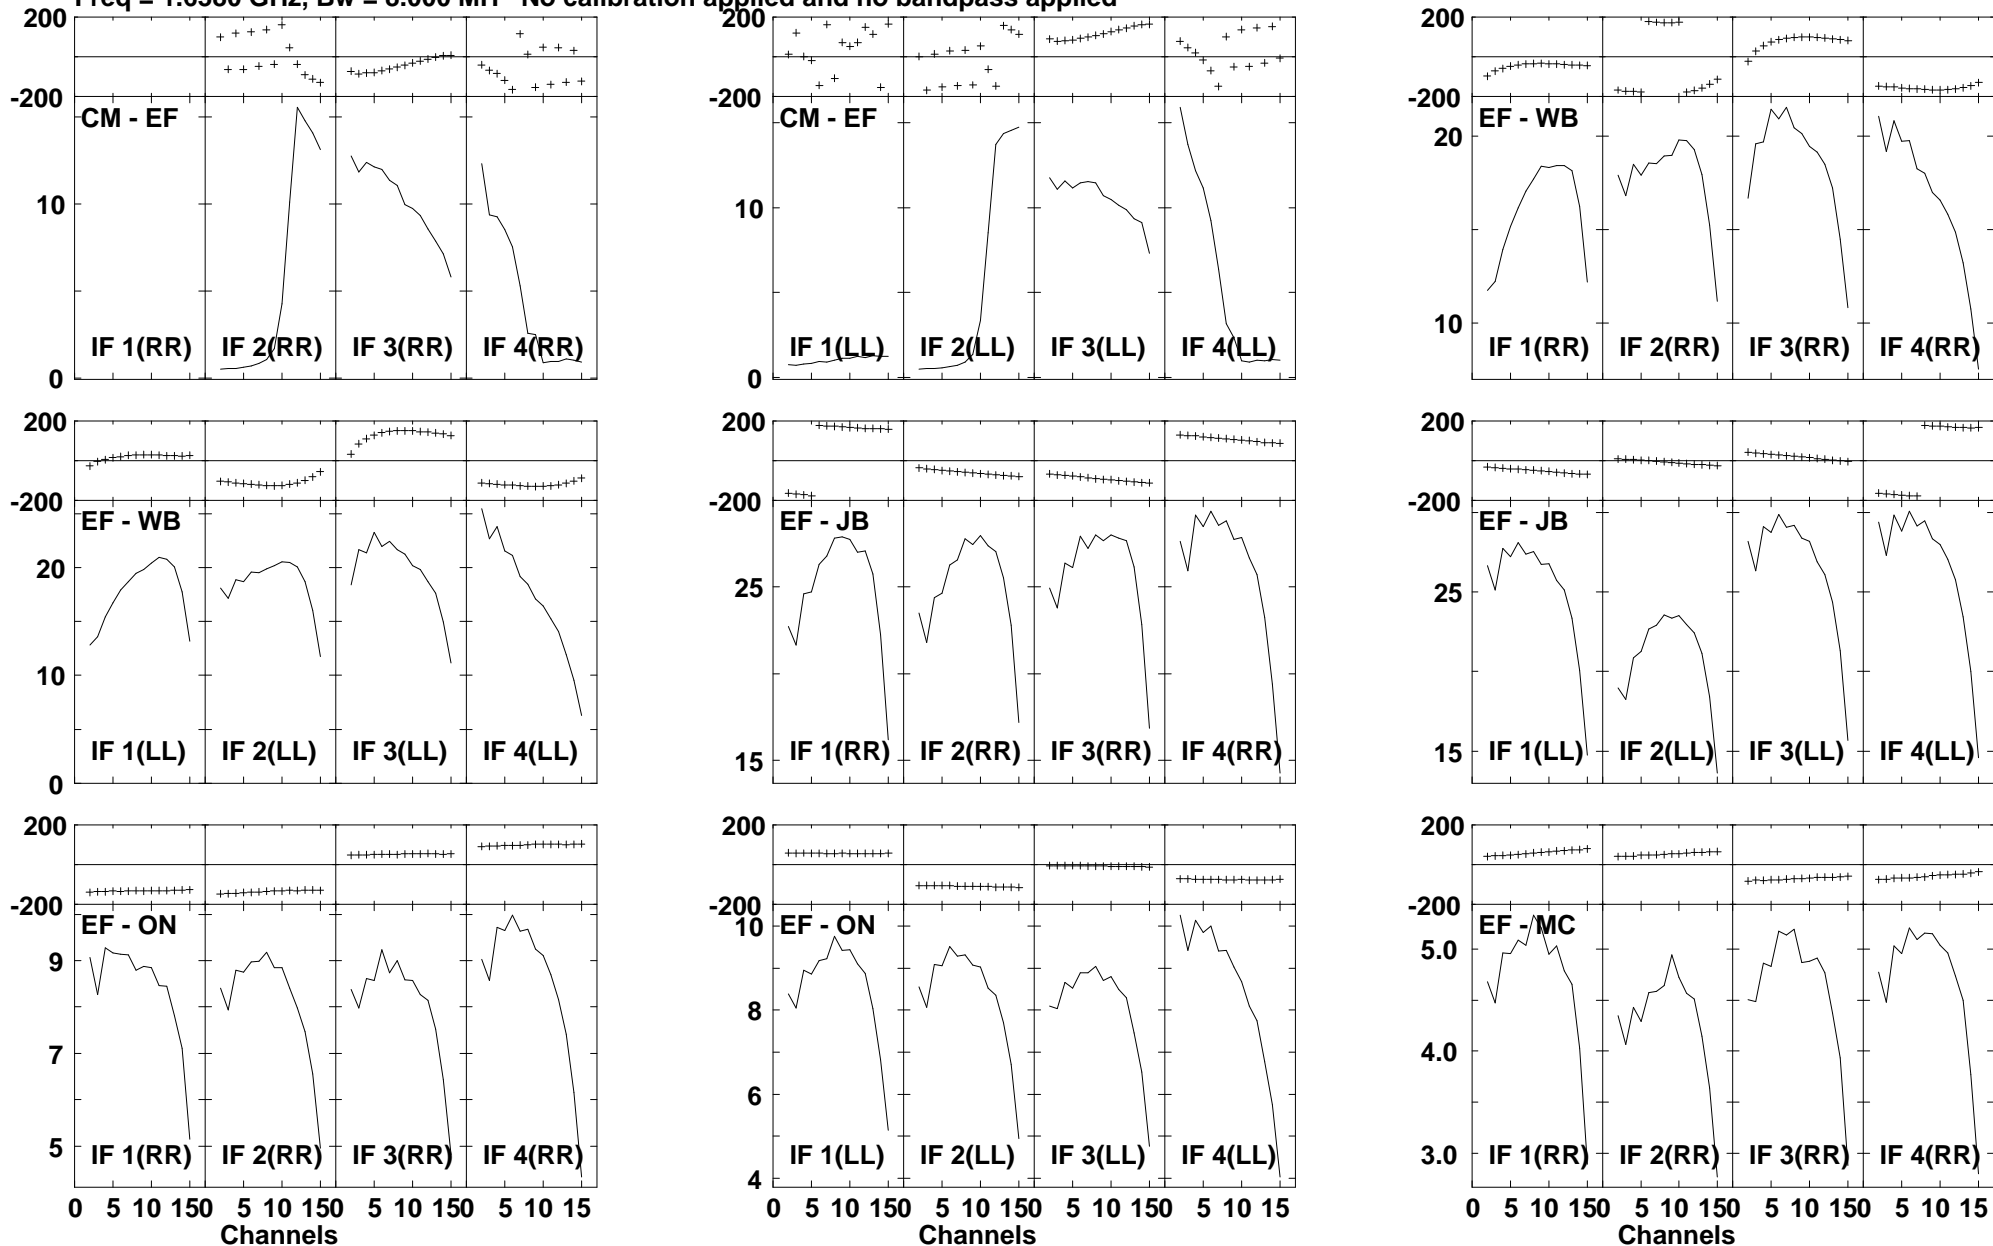 No calibration applied and no bandpass applied
200 200 200
-200 -200 -200
CM - EF CM - EF EF - WB
20
10 10
10
IF 1(RR) IF 2(RR) IF 3(RR) IF 4(RR) IF 1(LL) IF 2(LL) IF 3(LL) IF 4(LL) IF 1(RR) IF 2(RR) IF 3(RR) IF 4(RR)
0 0
200 200 200
-200 -200 -200
EF - WB EF - JB EF - JB
20 25 25
10
IF 1(LL) IF 2(LL) IF 3(LL) IF 4(LL) IF 1(RR) IF 2(RR) IF 3(RR) IF 4(RR) IF 1(LL) IF 2(LL) IF 3(LL) IF 4(LL)
0 15 15
200 200 200
-200 -200 -200
EF - ON EF - ON EF - MC
9 10 5.0
7 8 4.0
6
5 IF 1(RR) IF 2(RR) IF 3(RR) IF 4(RR) IF 1(LL) IF 2(LL) IF 3(LL) IF 4(LL) 3.0 IF 1(RR) IF 2(RR) IF 3(RR) IF 4(RR)
4
0 5 10 150 5 10 150 5 10 150 5 10 15 0 5 10 150 5 10 150 5 10 150 5 10 15 0 5 10 150 5 10 150 5 10 150 5 10 15
Channels Channels